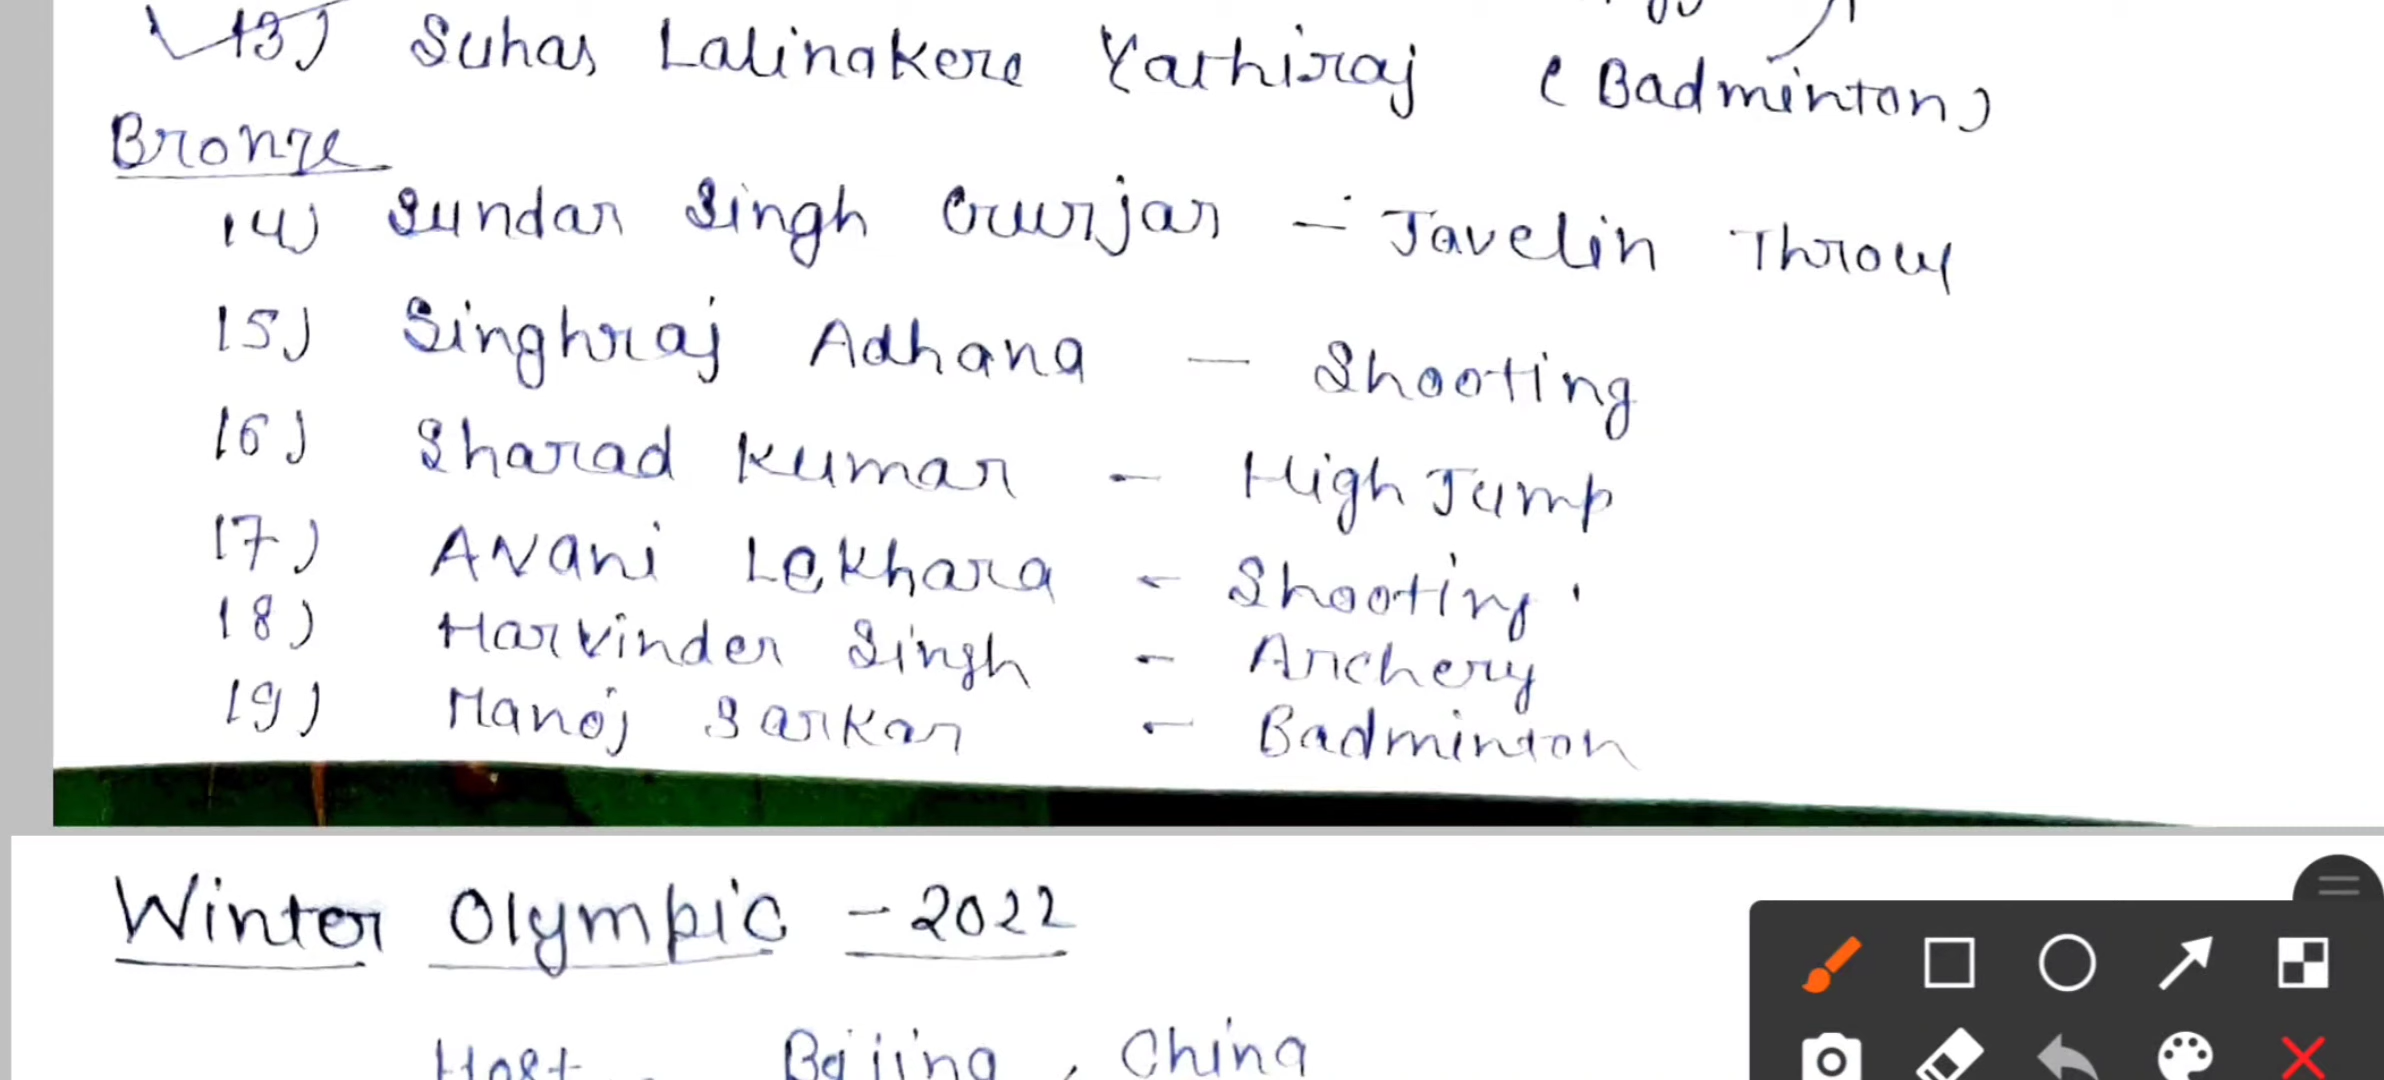 13) Suhas Lalinakere Yathiraj (Badminton)
Bronze
14) Sundar Singh Gurjar - Javelin Throw
15) Singhraj Adhana - Shooting
16) Sharad Kumar - High Jump
17) Avani Lekhara - Shooting
18) Harvinder Singh - Archery
19) Manoj Sarkar - Badminton
Winter Olympic - 2022
Host - Beijing, China